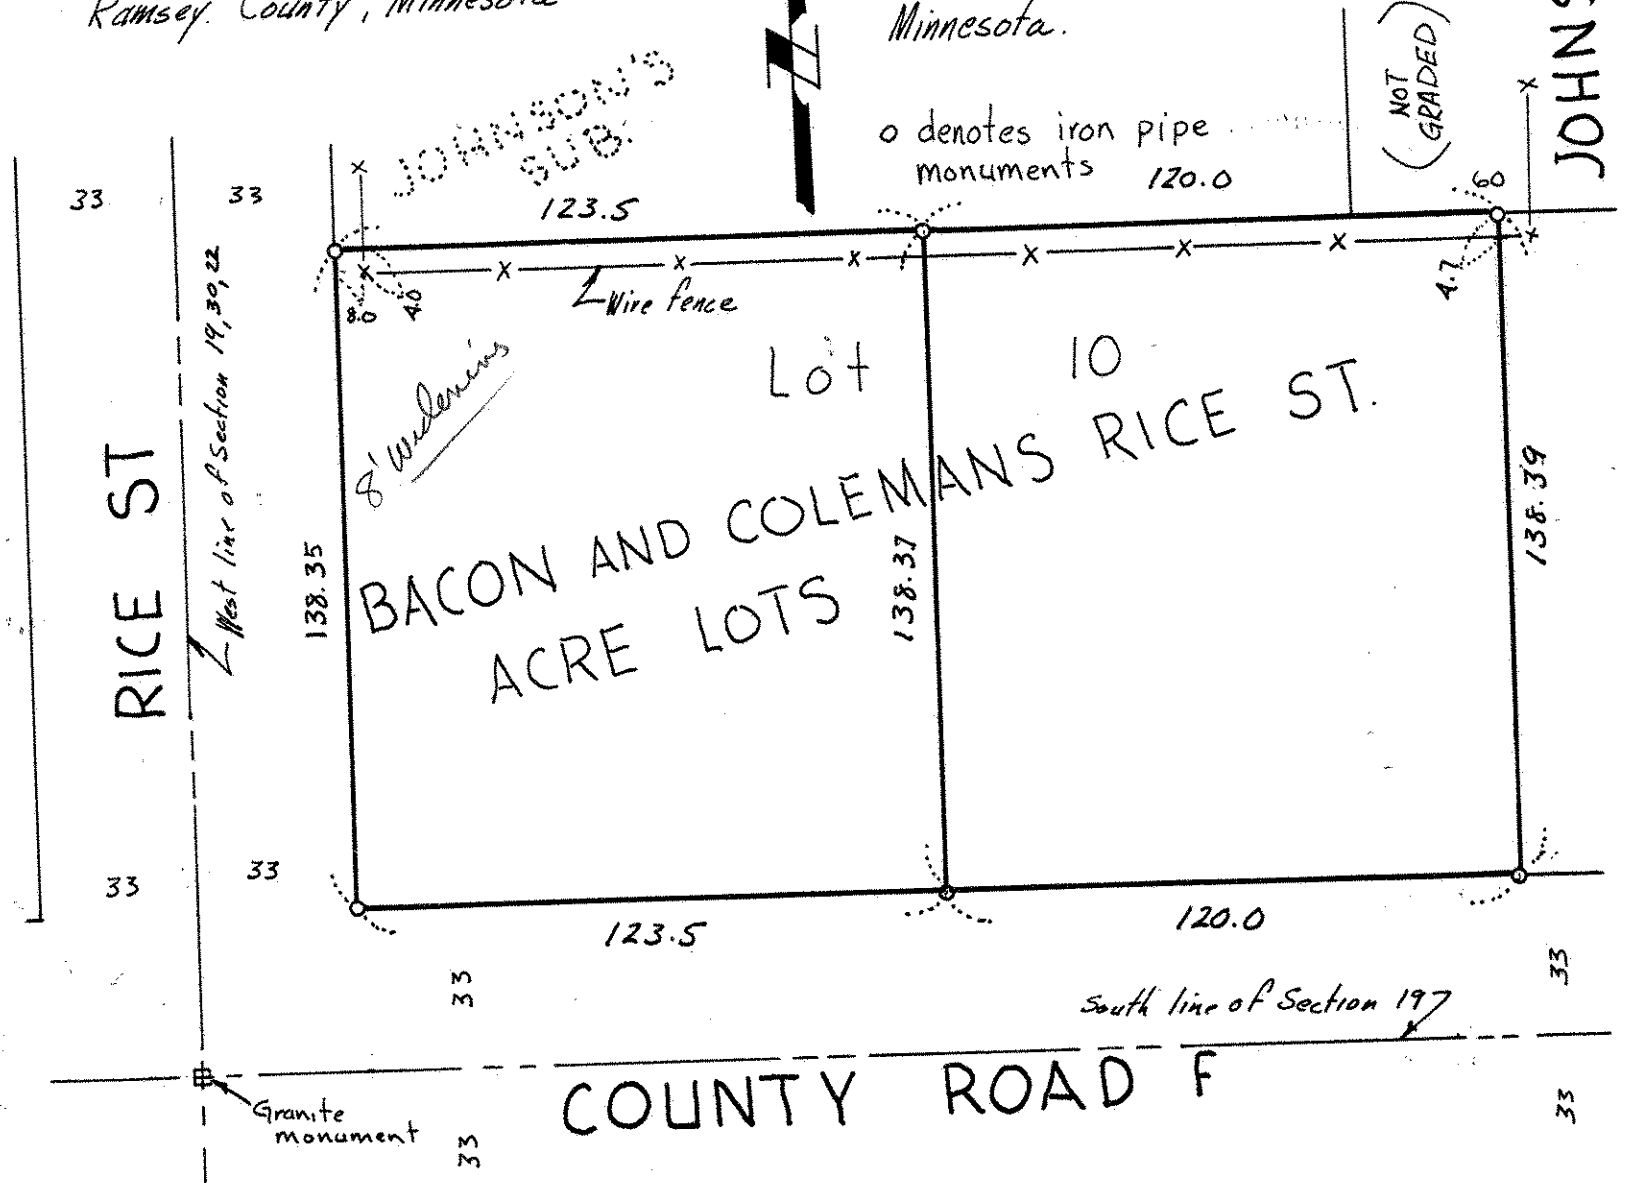 Ramsey County, Minnesota
Minnesota.
JOHNSON'S
SUB.
o denotes iron pipe
monuments
(NOT
GRADED)
JOHNS
33
33
123.5
120.0
60
8.0
4.0
Wire fence
4.7
8' Widening
West line of Section 19, 30, 22
RICE ST
Lot 10
BACON AND COLEMANS RICE ST.
ACRE LOTS
138.35
138.37
138.39
33
33
123.5
120.0
33
33
South line of Section 19
COUNTY ROAD F
Granite
monument
33
33